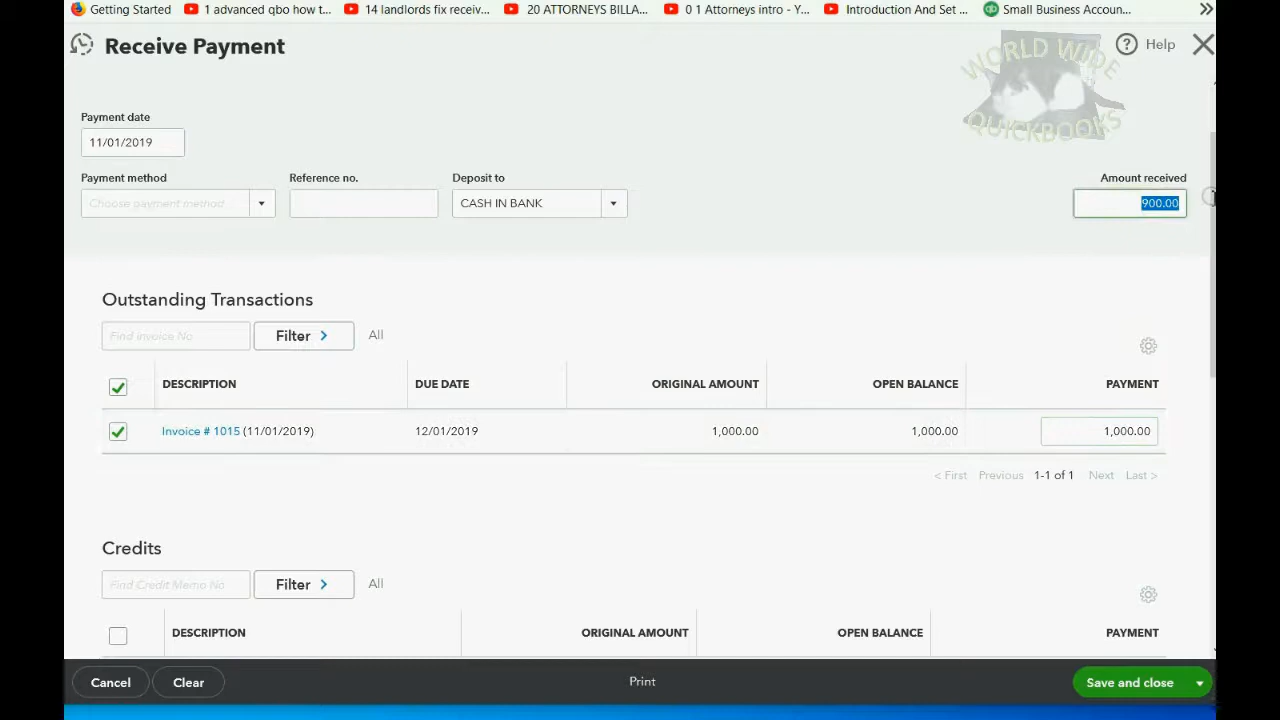 Getting Started 1 advanced qbo how t... 14 landlords fix receiv... 20 ATTORNEYS BILLA... 0 1 Attorneys intro - Y... Introduction And Set ... Small Business Accoun... »
Receive Payment
? Help
WORLD WIDE
QUICKBOOKS
Payment date
11/01/2019
Payment method Reference no. Deposit to Amount received
Choose payment method CASH IN BANK 900.00
Outstanding Transactions
Find Invoice No. Filter > All
DESCRIPTION DUE DATE ORIGINAL AMOUNT OPEN BALANCE PAYMENT
Invoice # 1015 (11/01/2019) 12/01/2019 1,000.00 1,000.00 1,000.00
< First Previous 1-1 of 1 Next Last >
Credits
Find Credit Memo No. Filter > All
DESCRIPTION ORIGINAL AMOUNT OPEN BALANCE PAYMENT
Cancel Clear Print Save and close